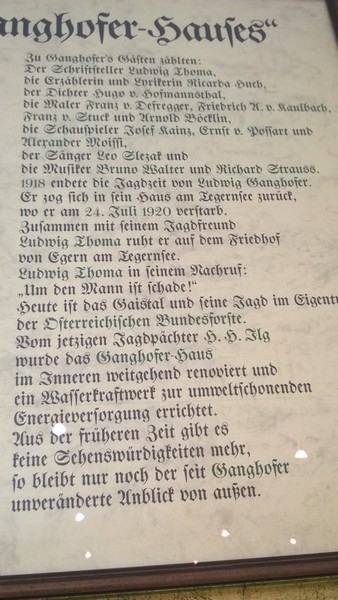 anghofer-Hauses“
Zu Ganghofer's Gästen zählten:
Der Schriftsteller Ludwig Thoma,
die Erzählerin und Lyrikerin Ricarda Huch,
der Dichter Hugo v. Hofmannsthal,
die Maler Franz v. Defregger, Friedrich A. v. Kaulbach,
Franz v. Stuck und Arnold Böcklin,
die Schauspieler Josef Kainz, Ernst v. Possart und
Alexander Moissi,
der Sänger Leo Slezak und
die Musiker Bruno Walter und Richard Strauss.
1918 endete die Jagdzeit von Ludwig Ganghofer.
Er zog sich in sein Haus am Tegernsee zurück,
wo er am 24. Juli 1920 verstarb.
Zusammen mit seinem Jagdfreund
Ludwig Thoma ruht er auf dem Friedhof
von Egern am Tegernsee.
Ludwig Thoma in seinem Nachruf:
„Um den Mann ist schade!“
Heute ist das Gaistal und seine Jagd im Eigent
der Österreichischen Bundesforste.
Vom jetzigen Jagdpächter H. H. Ilg
wurde das Ganghofer-Haus
im Inneren weitgehend renoviert und
ein Wasserkraftwerk zur umweltschonenden
Energieversorgung errichtet.
Aus der früheren Zeit gibt es
keine Sehenswürdigkeiten mehr,
so bleibt nur noch der seit Ganghofer
unveränderte Anblick von außen.